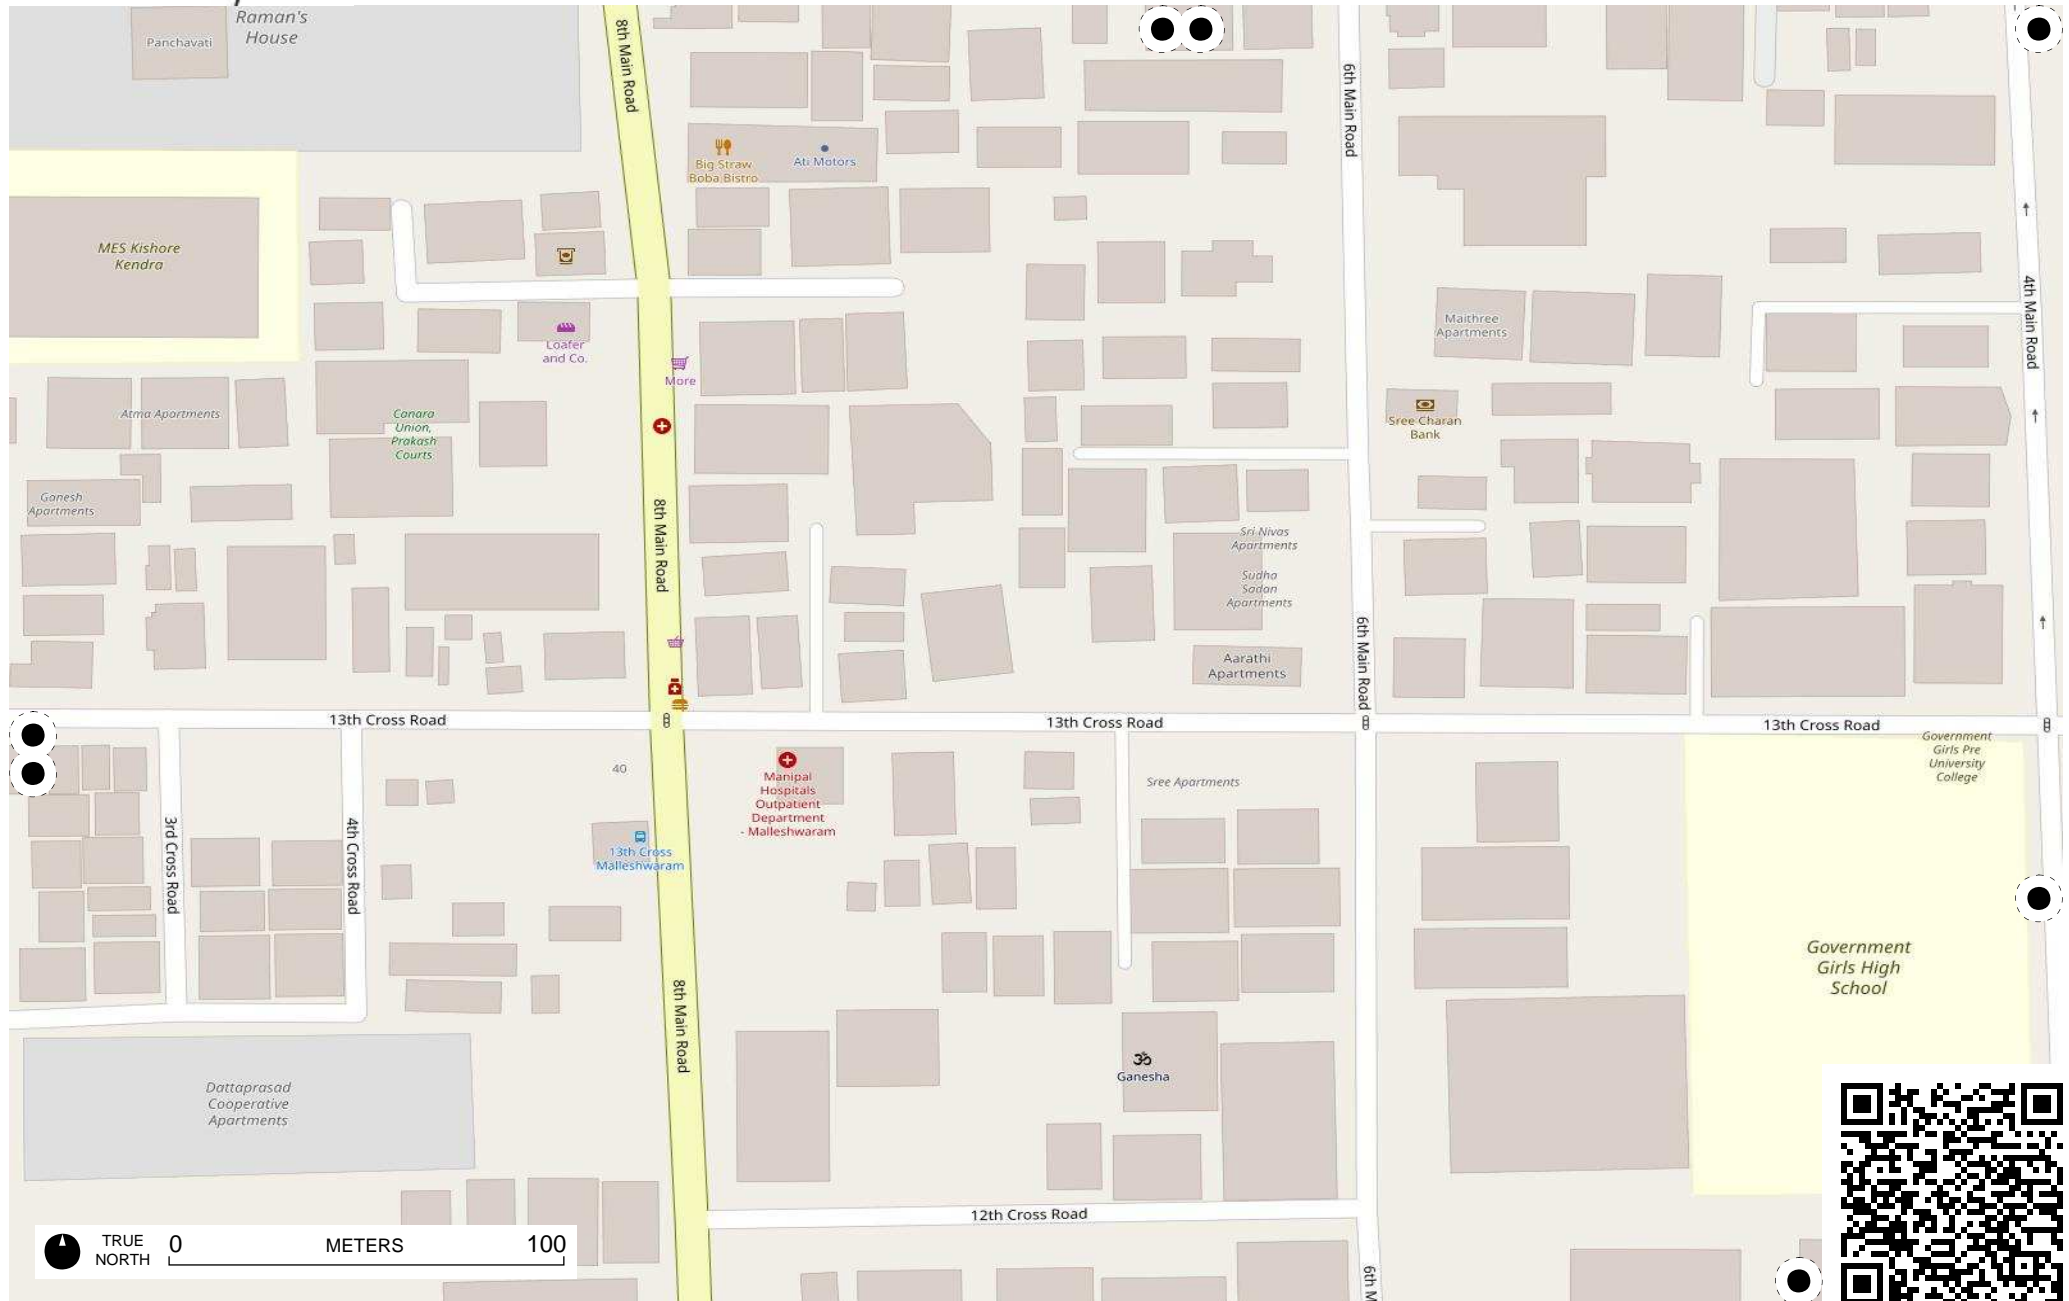 Raman's
House
Panchavati
8th Main Road
6th Main Road
Big Straw
Boba Bistro
Ati Motors
MES Kishore
Kendra
4th Main Road
Loafer
and Co.
More
Maithree
Apartments
Atma Apartments
Canara
Union,
Prakash
Courts
Sree Charan
Bank
Ganesh
Apartments
8th Main Road
Sri Nivas
Apartments
Sudha
Sadan
Apartments
6th Main Road
Aarathi
Apartments
13th Cross Road
13th Cross Road
13th Cross Road
Government
Girls Pre
University
College
40
Manipal
Hospitals
Outpatient
Department
- Malleshwaram
Sree Apartments
3rd Cross Road
4th Cross Road
13th Cross
Malleshwaram
Government
Girls High
School
8th Main Road
ॐ
Ganesha
Dattaprasad
Cooperative
Apartments
12th Cross Road
6th M
TRUE
NORTH
0 METERS 100